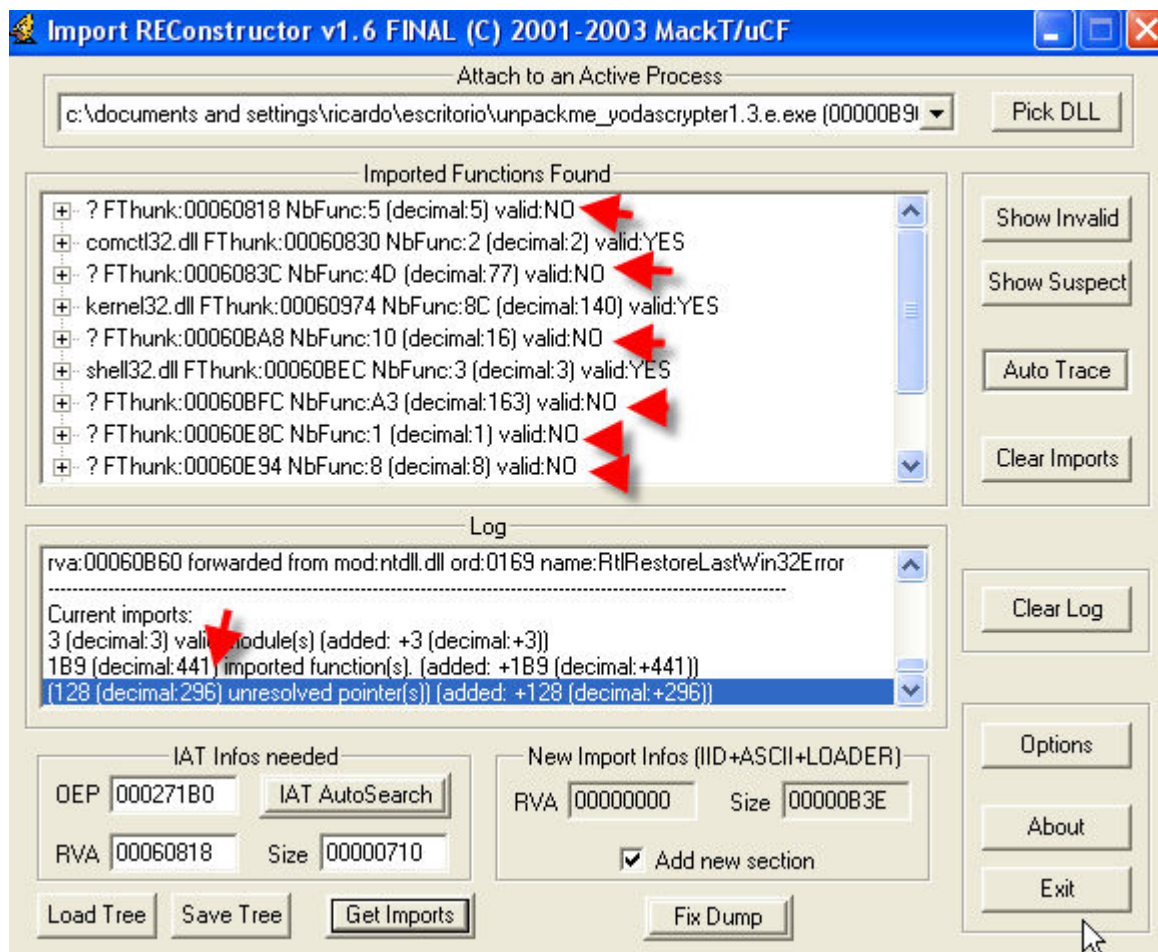 Import REConstructor v1.6 FINAL (C) 2001-2003 MackT/uCF
Attach to an Active Process
c:\documents and settings\ricardo\escritorio\unpackme_yodascrypter1.3.e.exe (00000B9
Pick DLL
Imported Functions Found
? FThunk:00060818 NbFunc:5 (decimal:5) valid:NO
comctl32.dll FThunk:00060830 NbFunc:2 (decimal:2) valid:YES
? FThunk:0006083C NbFunc:4D (decimal:77) valid:NO
kernel32.dll FThunk:00060974 NbFunc:8C (decimal:140) valid:YES
? FThunk:00060BA8 NbFunc:10 (decimal:16) valid:NO
shell32.dll FThunk:00060BEC NbFunc:3 (decimal:3) valid:YES
? FThunk:00060BFC NbFunc:A3 (decimal:163) valid:NO
? FThunk:00060E8C NbFunc:1 (decimal:1) valid:NO
? FThunk:00060E94 NbFunc:8 (decimal:8) valid:NO
Show Invalid
Show Suspect
Auto Trace
Clear Imports
Log
rva:00060B60 forwarded from mod:ntdll.dll ord:0169 name:RtlRestoreLastWin32Error
Current imports:
3 (decimal:3) valid module(s) (added: +3 (decimal:+3))
1B9 (decimal:441) imported function(s). (added: +1B9 (decimal:+441))
(128 (decimal:296) unresolved pointer(s)) (added: +128 (decimal:+296))
Clear Log
IAT Infos needed
OEP 000271B0 IAT AutoSearch
RVA 00060818 Size 00000710
New Import Infos (IID+ASCII+LOADER)
RVA 00000000 Size 00000B3E
Add new section
Options
About
Exit
Load Tree Save Tree Get Imports Fix Dump